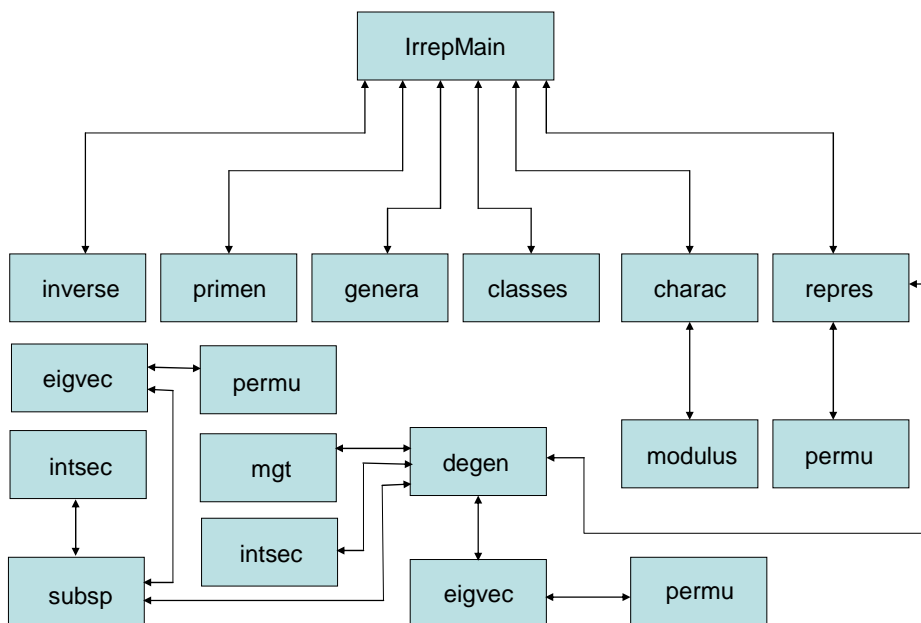 IrrepMain
inverse
primen
genera
classes
charac
repres
eigvec
permu
intsec
mgt
degen
modulus
permu
intsec
subsp
eigvec
permu